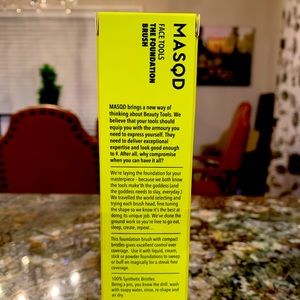 MASQD
FACE TOOLS
THE FOUNDATION
BRUSH
MASQD brings a new way of
thinking about Beauty Tools. We
believe that your tools should
equip you with the armoury you
need to express yourself. They
need to deliver exceptional
expertise and look good enough
to it. After all, why compromise
when you can have it all?
We're laying the foundation for your
masterpiece - because we both know
the tools make'th the goddess (and
the goddess needs to slay, everyday.)
We travelled the world selecting and
trying each brush head, fine tuning
the shape so we know it's the best at
doing its unique job. We've done the
ground work so you're free to go eat,
sleep, create, repeat...
This foundation brush with compact
bristles gives excellent control over
coverage. Use it with liquid, cream,
stick or powder foundations to sweep
or buff on magically for a streak free
coverage.
100% Synthetic Bristles.
Being a pro, you know the drill: wash
with soapy water, rinse, re-shape and
air dry.